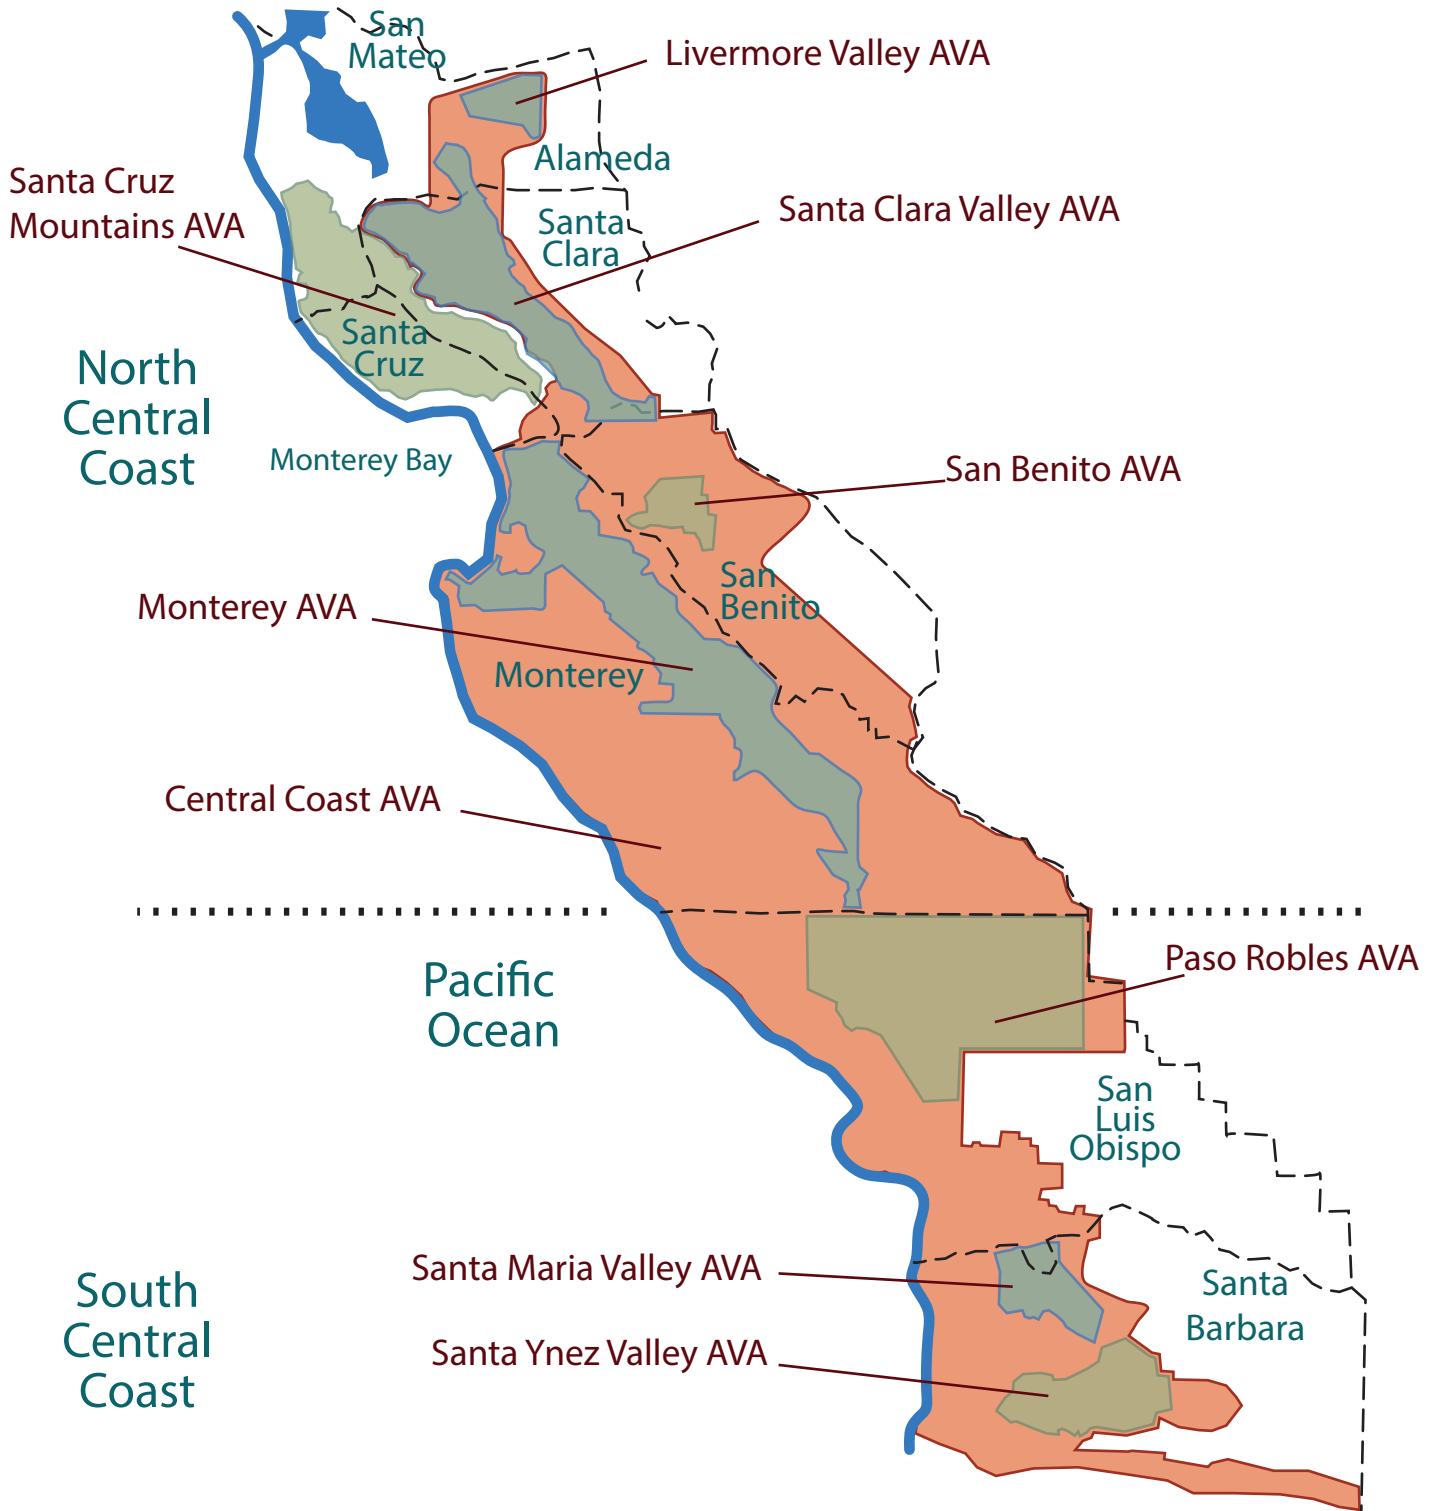 San
Mateo
Livermore Valley AVA
Alameda
Santa Cruz
Mountains AVA
Santa Clara Valley AVA
Santa
Clara
Santa
Cruz
North
Central
Coast
Monterey Bay
San Benito AVA
San
Benito
Monterey AVA
Monterey
Central Coast AVA
Pacific
Ocean
Paso Robles AVA
San
Luis
Obispo
Santa Maria Valley AVA
Santa
Barbara
South
Central
Coast
Santa Ynez Valley AVA